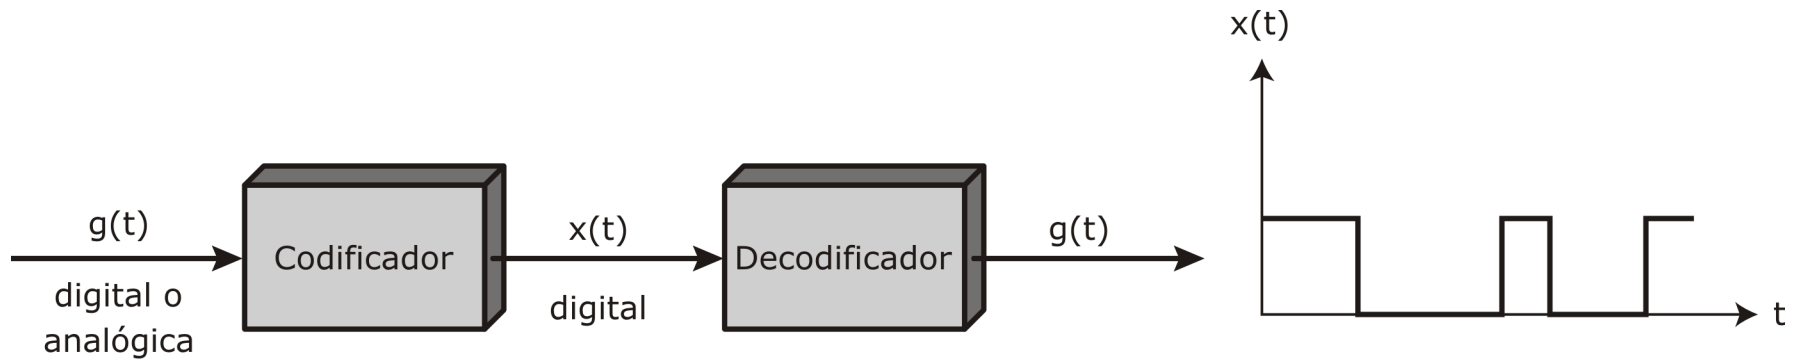 g(t)
digital o
analógica
Codificador
x(t)
digital
Decodificador
g(t)
x(t)
t